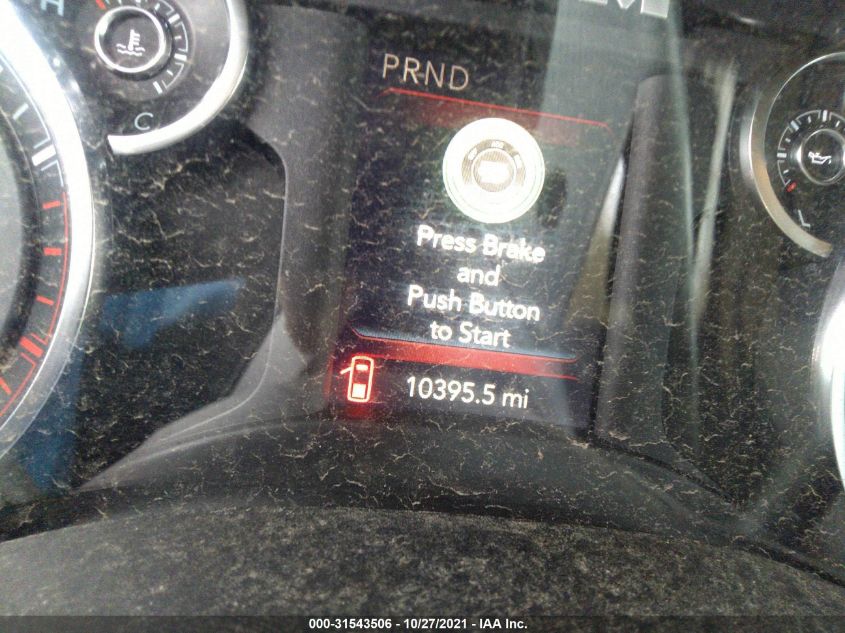 H
C
PRND
Press Brake
and
Push Button
to Start
10395.5 mi
L
000-31543506 - 10/27/2021 - IAA Inc.